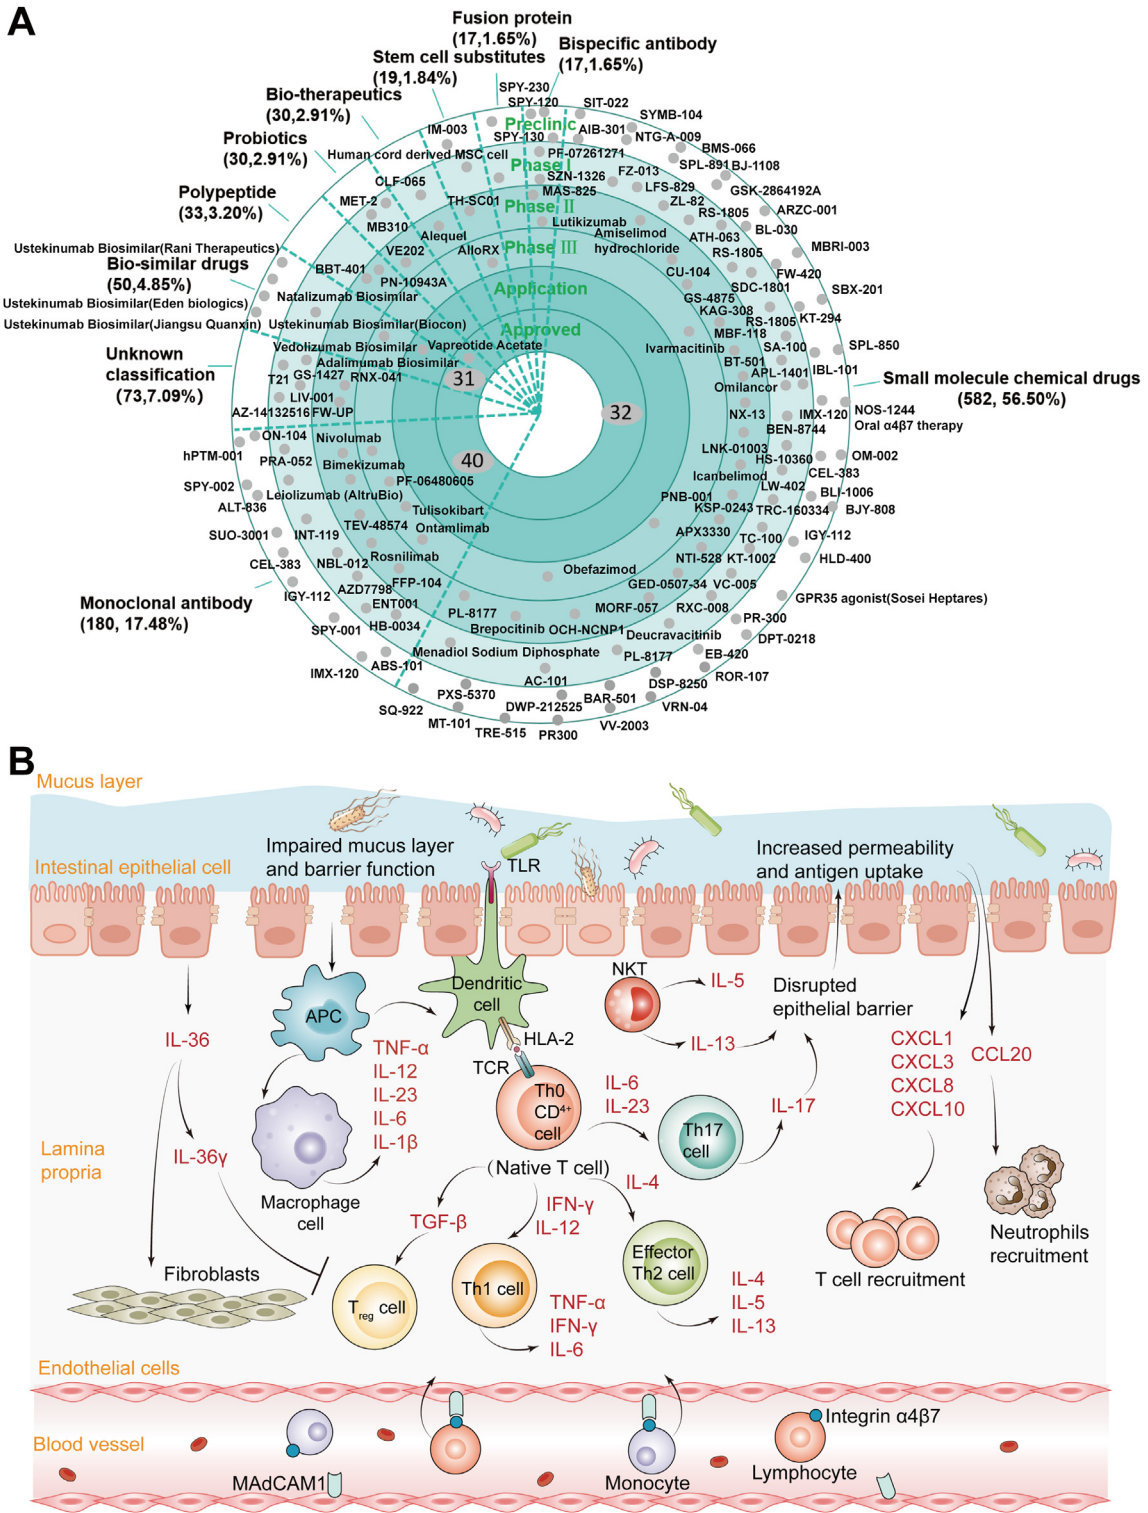 A
Fusion protein
(17,1.65%)
Bispecific antibody
(17,1.65%)
Stem cell substitutes
(19,1.84%)
Bio-therapeutics
(30,2.91%)
Probiotics
(30,2.91%)
Polypeptide
(33,3.20%)
Bio-similar drugs
(50,4.85%)
Unknown
classification
(73,7.09%)
Monoclonal antibody
(180, 17.48%)
Small molecule chemical drugs
(582, 56.50%)
Preclinic
Phase I
Phase II
Phase III
Application
Approved
31
32
40
SPY-230
SPY-120
SIT-022
SYMB-104
IM-003
SPY-130
AIB-301
NTG-A-009
BMS-066
Human cord derived MSC cell
PF-07261271
SPL-891
BJ-1108
CLF-065
SZN-1326
FZ-013
LFS-829
GSK-2864192A
MET-2
TH-SC01
MAS-825
ZL-82
RS-1805
ARZC-001
MB310
Alequel
Lutikizumab
Amiselimod
hydrochloride
ATH-063
BL-030
VE202
AlloRX
RS-1805
MBRI-003
Ustekinumab Biosimilar(Rani Therapeutics)
BBT-401
PN-10943A
CU-104
SDC-1801
FW-420
Natalizumab Biosimilar
GS-4875
SBX-201
Ustekinumab Biosimilar(Eden biologics)
KAG-308
RS-1805
KT-294
Ustekinumab Biosimilar(Jiangsu Quanxin)
Ustekinumab Biosimilar(Biocon)
MBF-118
Vedolizumab Biosimilar
Vapreotide Acetate
Ivarmacitinib
SA-100
SPL-850
Adalimumab Biosimilar
BT-501
T21
GS-1427
RNX-041
APL-1401
IBL-101
LIV-001
Omilancor
AZ-14132516
FW-UP
NX-13
IMX-120
NOS-1244
Oral α4β7 therapy
ON-104
Nivolumab
BEN-8744
hPTM-001
PRA-052
Bimekizumab
LNK-01003
HS-10360
OM-002
Icanbelimod
CEL-383
SPY-002
PF-06480605
LW-402
Leiolizumab (AltruBio)
PNB-001
BLI-1006
ALT-836
Tulisokibart
KSP-0243
TRC-160334
BJY-808
TEV-48574
Ontamlimab
SUO-3001
INT-119
APX3330
TC-100
IGY-112
Rosnilimab
NTI-528
KT-1002
HLD-400
CEL-383
NBL-012
Obefazimod
FFP-104
GED-0507-34
VC-005
IGY-112
AZD7798
GPR35 agonist(Sosei Heptares)
ENT001
PL-8177
MORF-057
RXC-008
PR-300
SPY-001
HB-0034
Brepocitinib
OCH-NCNP1
Deucravacitinib
DPT-0218
Menadiol Sodium Diphosphate
PL-8177
EB-420
IMX-120
ABS-101
ROR-107
AC-101
DSP-8250
PXS-5370
BAR-501
VRN-04
SQ-922
DWP-212525
MT-101
TRE-515
PR300
VV-2003
B
Mucus layer
Impaired mucus layer
and barrier function
Increased permeability
and antigen uptake
TLR
Intestinal epithelial cell
NKT
IL-5
Dendritic
cell
Disrupted
epithelial barrier
APC
IL-36
HLA-2
IL-13
CXCL1
CXCL3
CXCL8
CXCL10
CCL20
TNF-α
IL-12
IL-23
IL-6
IL-1β
TCR
Th0
CD4+
cell
IL-6
IL-23
Th17
cell
IL-17
Lamina
propria
IL-36γ
(Native T cell)
IL-4
Macrophage
cell
TGF-β
IFN-γ
IL-12
Neutrophils
recruitment
Effector
Th2 cell
T cell recruitment
Fibroblasts
Th1 cell
Treg cell
TNF-α
IFN-γ
IL-6
IL-4
IL-5
IL-13
Endothelial cells
Integrin α4β7
Blood vessel
MAdCAM1
Monocyte
Lymphocyte